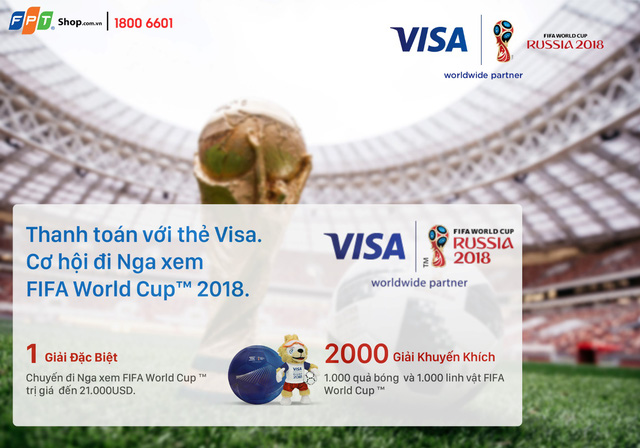 FPT Shop.com.vn 1800 6601
VISA
worldwide partner
FIFA WORLD CUP
RUSSIA 2018
Thanh toán với thẻ Visa.
Cơ hội đi Nga xem
FIFA World Cup™ 2018.
VISA
worldwide partner
TM
FIFA WORLD CUP
RUSSIA
2018
1 Giải Đặc Biệt
Chuyến đi Nga xem FIFA World Cup ™
trị giá đến 21.000USD.
2000 Giải Khuyến Khích
1.000 quả bóng và 1.000 linh vật FIFA
World Cup ™